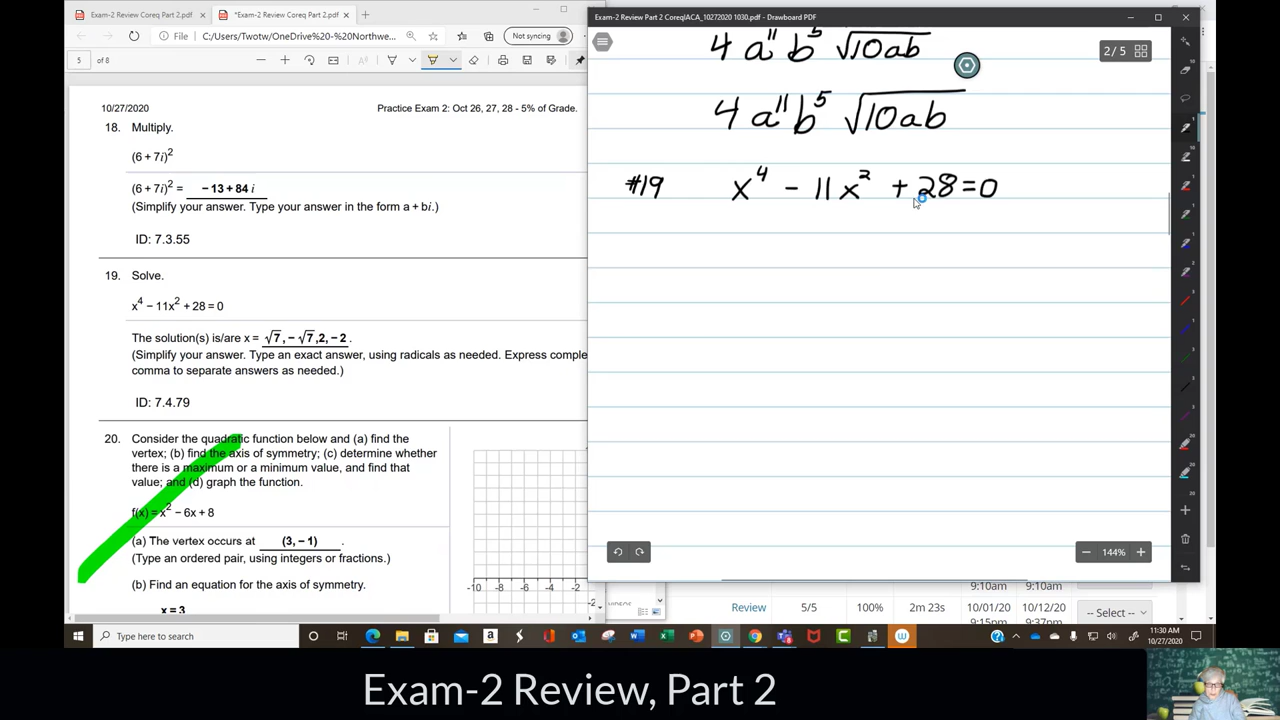 Exam-2 Review Coreq Part 2.pdf
*Exam-2 Review Coreq Part 2.pdf
Exam-2 Review Part 2 CoreqIACA_10272020 1030.pdf - Drawboard PDF
File
C:/Users/Twotw/OneDrive%20-%20Northwe...
Not syncing
5 of 8
2/5
10/27/2020
Practice Exam 2: Oct 26, 27, 28 - 5% of Grade.
18. Multiply.
(6 + 7i)²
(6 + 7i)² = − 13 + 84 i
(Simplify your answer. Type your answer in the form a + bi.)
ID: 7.3.55
19. Solve.
x⁴ − 11x² + 28 = 0
The solution(s) is/are x = √7, − √7,2, − 2 .
(Simplify your answer. Type an exact answer, using radicals as needed. Express comple
comma to separate answers as needed.)
ID: 7.4.79
20. Consider the quadratic function below and (a) find the
vertex; (b) find the axis of symmetry; (c) determine whether
there is a maximum or a minimum value, and find that
value; and (d) graph the function.
f(x) = x² − 6x + 8
(a) The vertex occurs at (3, − 1) .
(Type an ordered pair, using integers or fractions.)
(b) Find an equation for the axis of symmetry.
x = 3
-10 -8 -6 -4 -2
-2
4a¹¹b⁵ √10ab
4a¹¹b⁵ √10ab
#19 x⁴ − 11x² + 28 = 0
144%
9:10am 9:10am
Review 5/5 100% 2m 23s 10/01/20 10/12/20 -- Select --
9:15pm 9:37pm
Type here to search
11:30 AM
10/27/2020
Exam-2 Review, Part 2